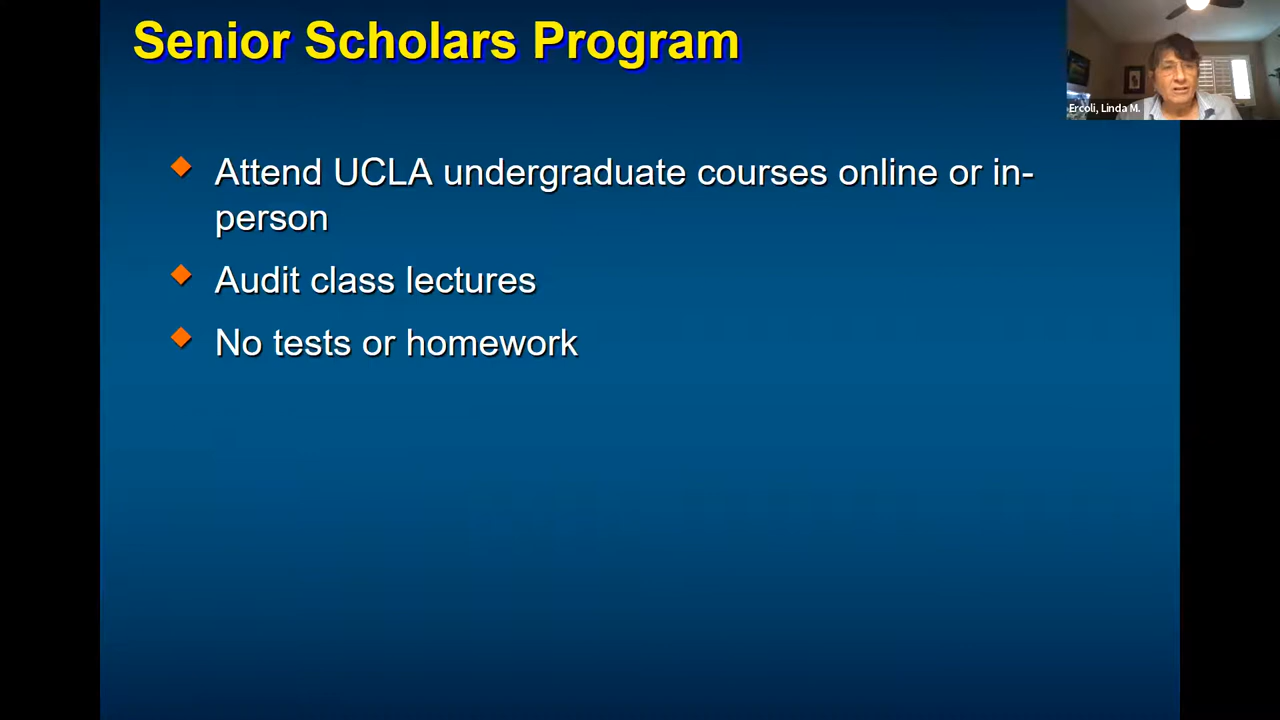 Senior Scholars Program
Ercoli, Linda M.
Attend UCLA undergraduate courses online or in-
person
Audit class lectures
No tests or homework